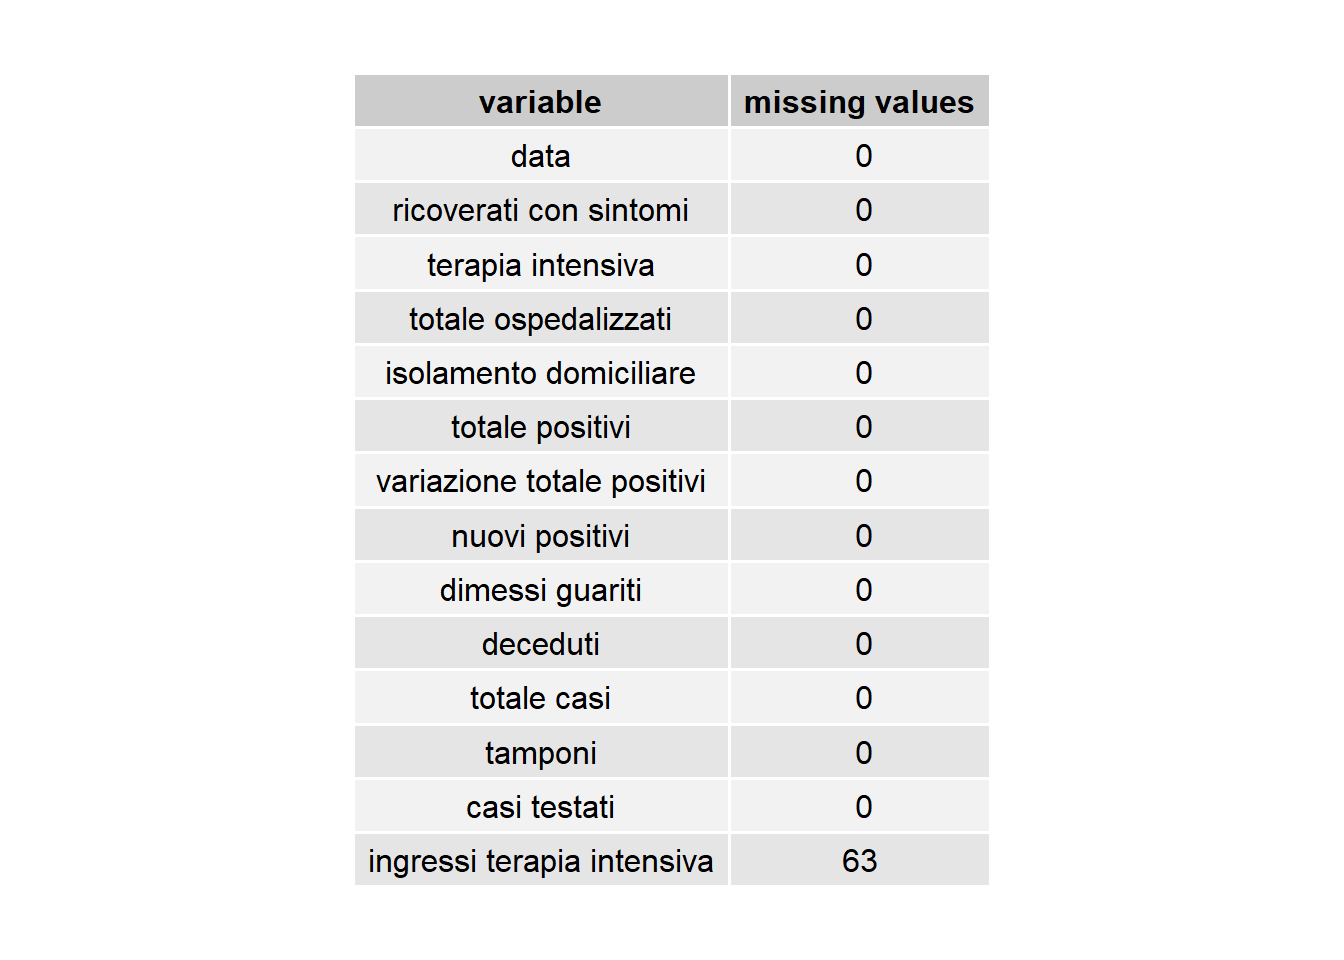 variable missing values
data 0
ricoverati con sintomi 0
terapia intensiva 0
totale ospedalizzati 0
isolamento domiciliare 0
totale positivi 0
variazione totale positivi 0
nuovi positivi 0
dimessi guariti 0
deceduti 0
totale casi 0
tamponi 0
casi testati 0
ingressi terapia intensiva 63